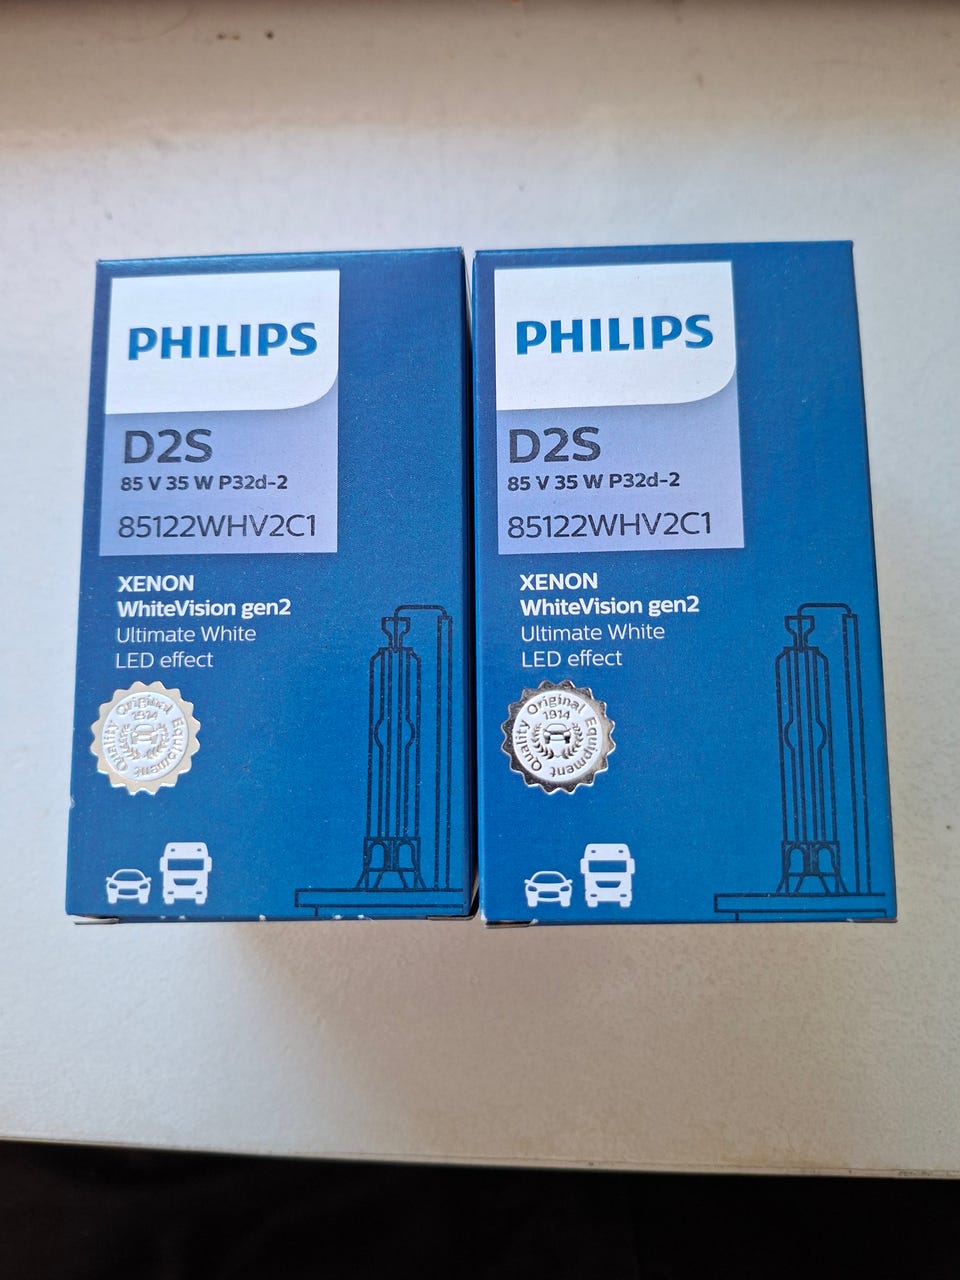 PHILIPS
D2S
85 V 35 W P32d-2
85122WHV2C1
XENON
WhiteVision gen2
Ultimate White
LED effect
Quality Original Equipment
1914
PHILIPS
D2S
85 V 35 W P32d-2
85122WHV2C1
XENON
WhiteVision gen2
Ultimate White
LED effect
Quality Original Equipment
1914